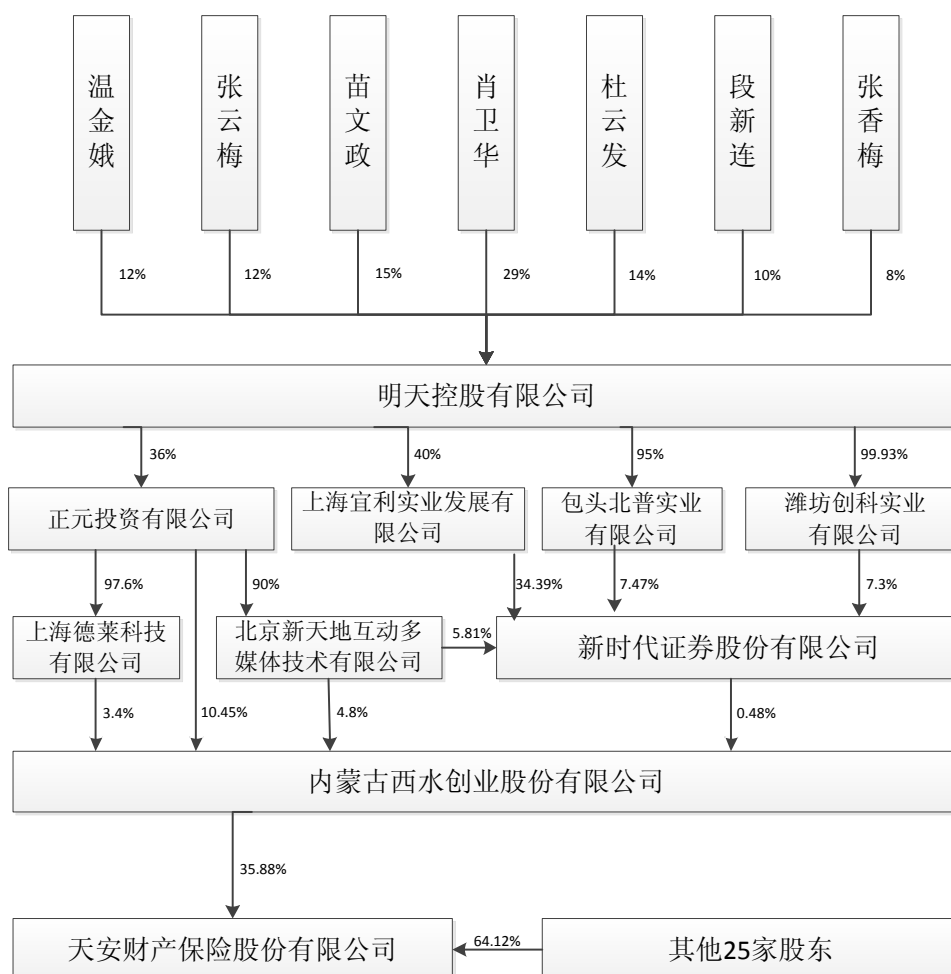 温金娥
张云梅
苗文政
肖卫华
杜云发
段新连
张香梅
12%
12%
15%
29%
14%
10%
8%
明天控股有限公司
36%
40%
95%
99.93%
正元投资有限公司
上海宜利实业发展有
限公司
包头北普实业
有限公司
潍坊创科实业
有限公司
97.6%
90%
34.39%
7.47%
7.3%
上海德莱科技
有限公司
北京新天地互动多
媒体技术有限公司
5.81%
新时代证券股份有限公司
3.4%
10.45%
4.8%
0.48%
内蒙古西水创业股份有限公司
35.88%
天安财产保险股份有限公司
64.12%
其他25家股东